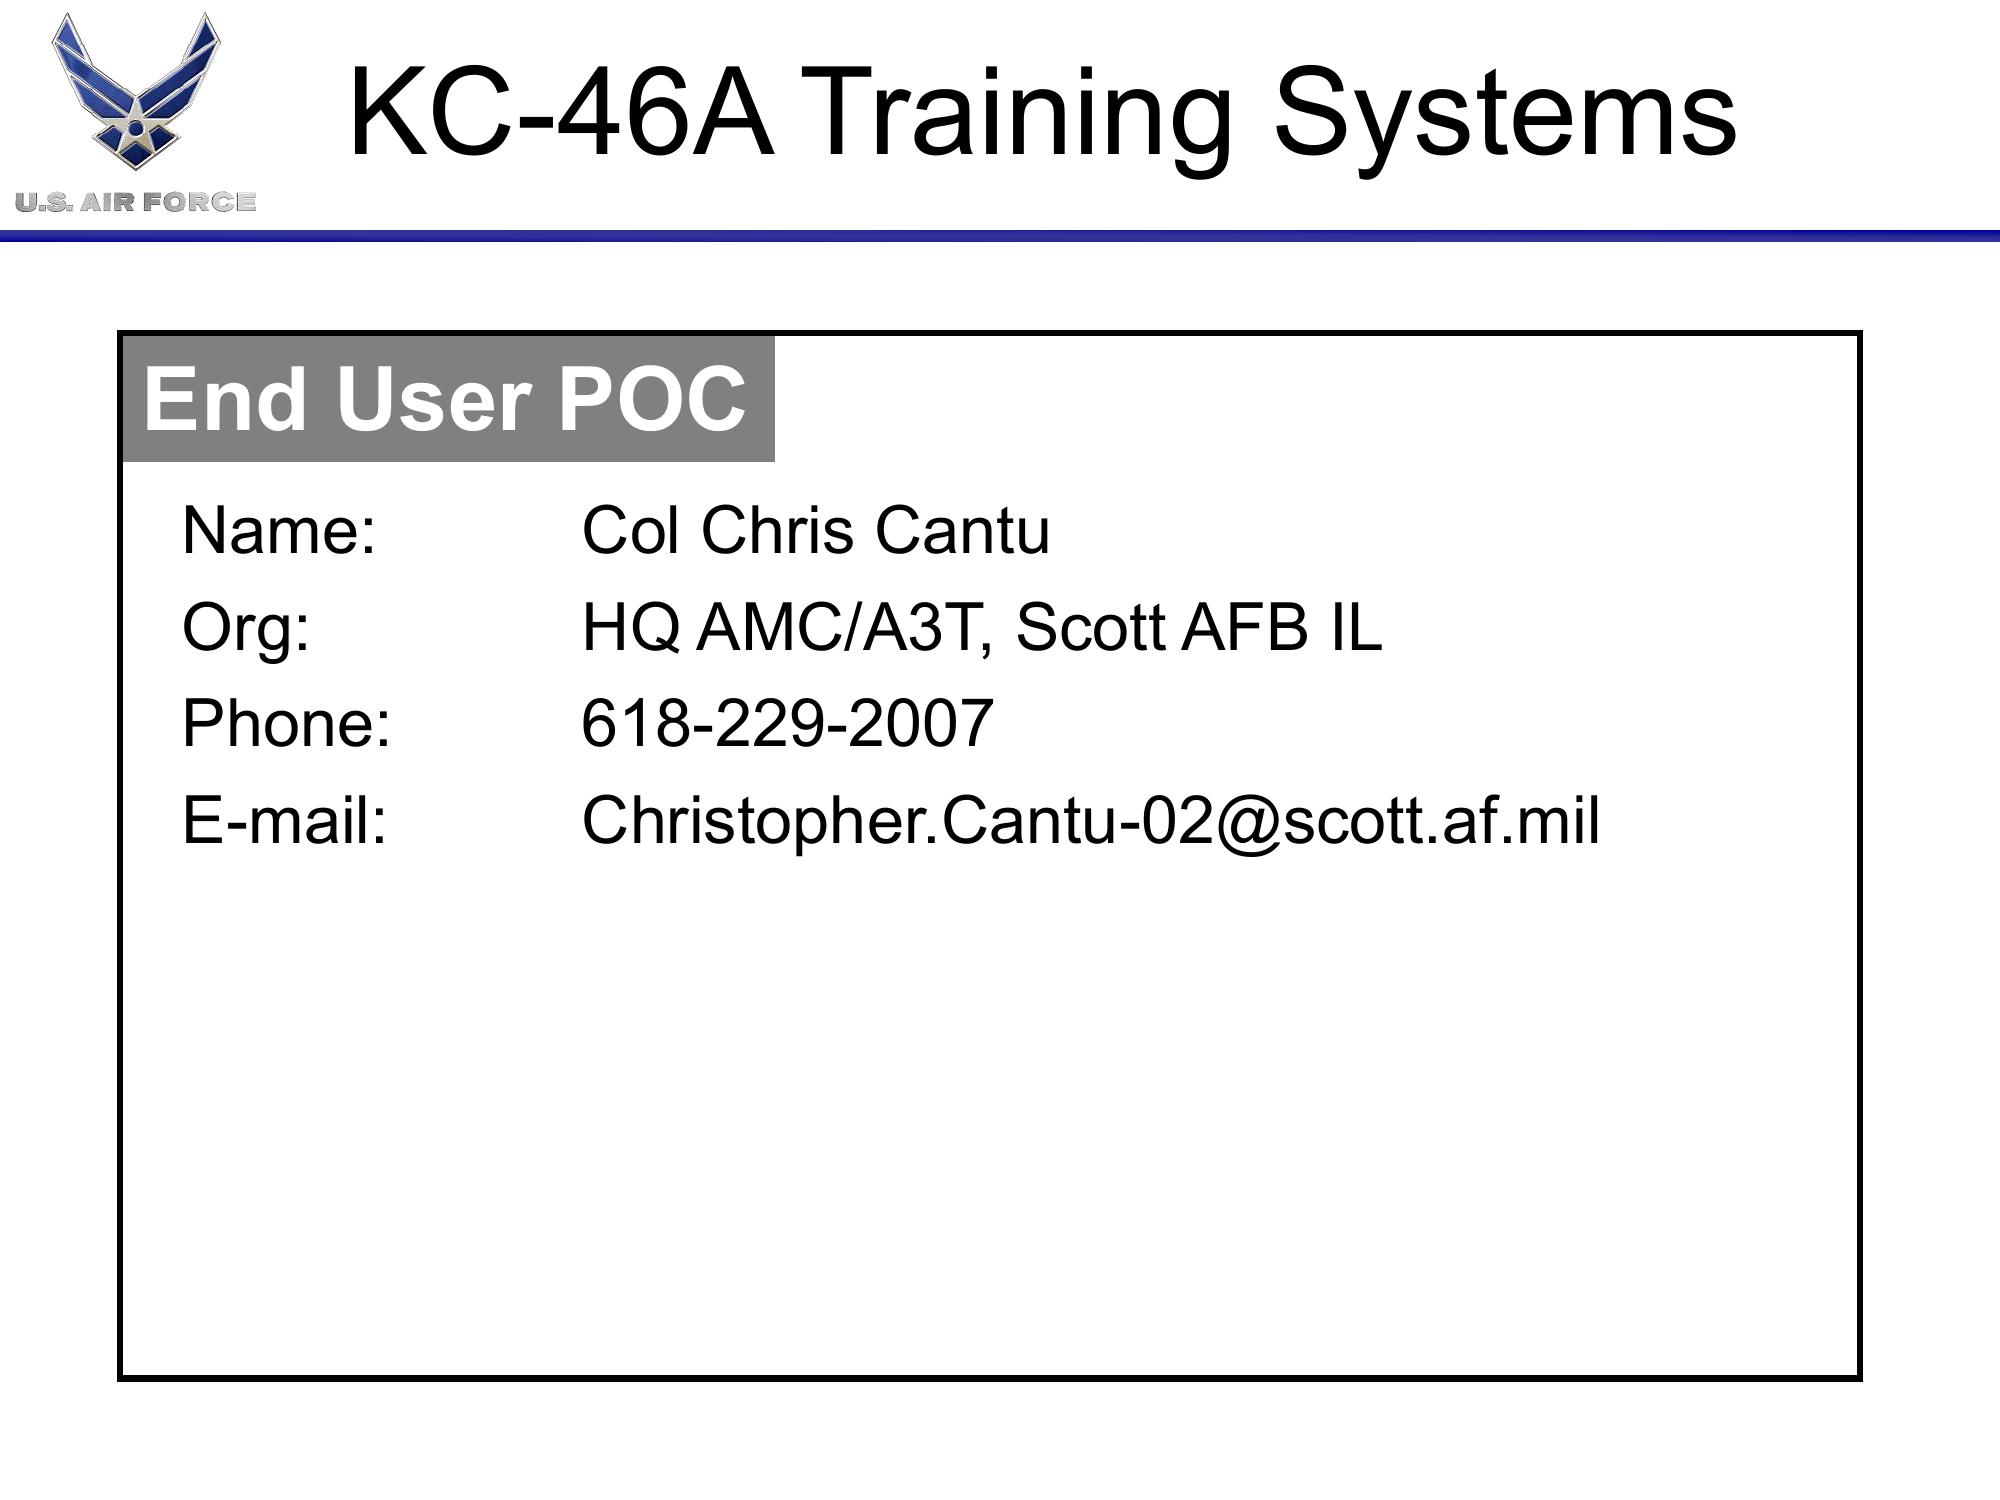 U.S. AIR FORCE
KC-46A Training Systems
End User POC
Name: Col Chris Cantu
Org: HQ AMC/A3T, Scott AFB IL
Phone: 618-229-2007
E-mail: Christopher.Cantu-02@scott.af.mil